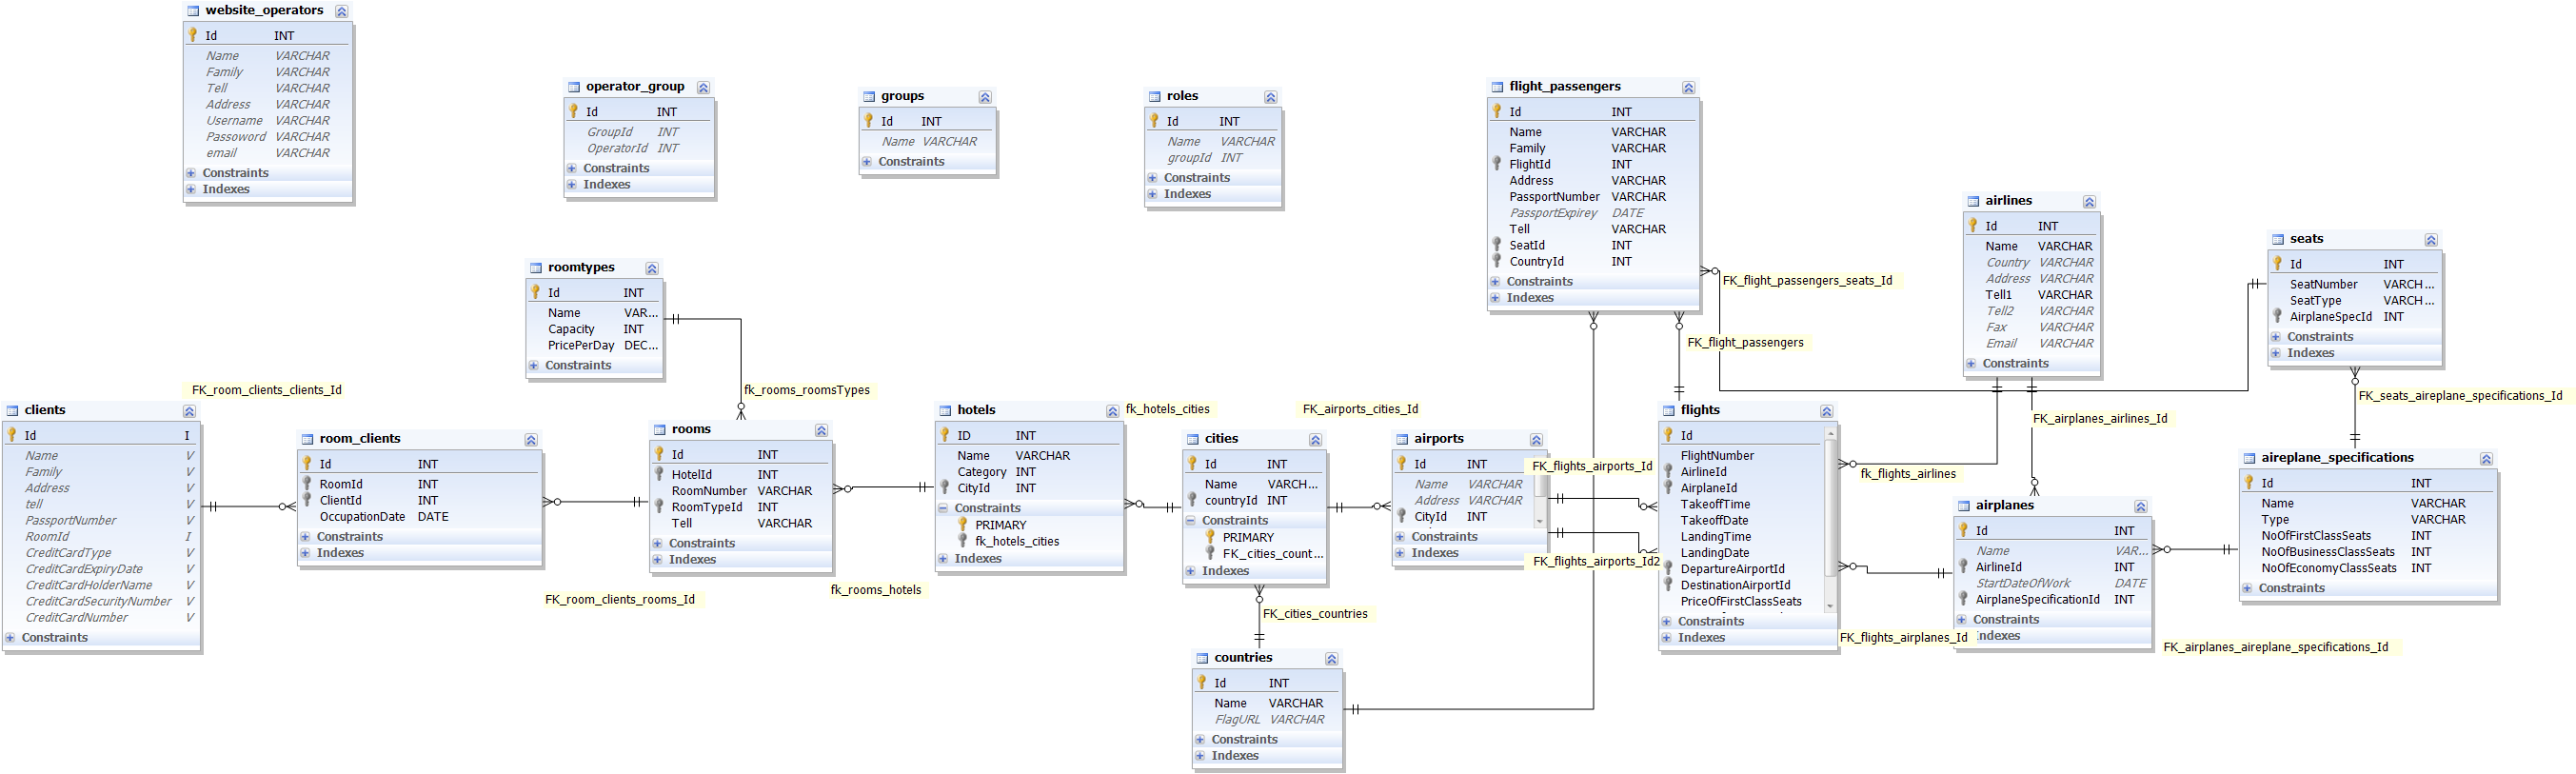 website_operators
Id INT
Name VARCHAR
Family VARCHAR
Tell VARCHAR
Address VARCHAR
Username VARCHAR
Passoword VARCHAR
email VARCHAR
Constraints
Indexes
operator_group
Id INT
GroupId INT
OperatorId INT
Constraints
Indexes
groups
Id INT
Name VARCHAR
Constraints
roles
Id INT
Name VARCHAR
groupId INT
Constraints
Indexes
flight_passengers
Id INT
Name VARCHAR
Family VARCHAR
FlightId INT
Address VARCHAR
PassportNumber VARCHAR
PassportExpirey DATE
Tell VARCHAR
SeatId INT
CountryId INT
Constraints
Indexes
FK_flight_passengers_seats_Id
FK_flight_passengers
airlines
Id INT
Name VARCHAR
Country VARCHAR
Address VARCHAR
Tell1 VARCHAR
Tell2 VARCHAR
Fax VARCHAR
Email VARCHAR
Constraints
seats
Id INT
SeatNumber VARCH...
SeatType VARCH...
AirplaneSpecId INT
Constraints
Indexes
roomtypes
Id INT
Name VAR...
Capacity INT
PricePerDay DEC...
Constraints
FK_room_clients_clients_Id
fk_rooms_roomsTypes
clients
Id I
Name V
Family V
Address V
tell V
PassportNumber V
RoomId I
CreditCardType V
CreditCardExpiryDate V
CreditCardHolderName V
CreditCardSecurityNumber V
CreditCardNumber V
Constraints
room_clients
Id INT
RoomId INT
ClientId INT
OccupationDate DATE
Constraints
Indexes
FK_room_clients_rooms_Id
rooms
Id INT
HotelId INT
RoomNumber VARCHAR
RoomTypeId INT
Tell VARCHAR
Constraints
Indexes
fk_rooms_hotels
hotels
ID INT
Name VARCHAR
Category INT
CityId INT
Constraints
PRIMARY
fk_hotels_cities
Indexes
fk_hotels_cities
cities
Id INT
Name VARCH...
countryId INT
Constraints
PRIMARY
FK_cities_count...
Indexes
FK_cities_countries
FK_airports_cities_Id
airports
Id INT
Name VARCHAR
Address VARCHAR
CityId INT
Constraints
Indexes
FK_flights_airports_Id
FK_flights_airports_Id2
countries
Id INT
Name VARCHAR
FlagURL VARCHAR
Constraints
Indexes
flights
Id
FlightNumber
AirlineId
AirplaneId
TakeoffTime
TakeoffDate
LandingTime
LandingDate
DepartureAirportId
DestinationAirportId
PriceOfFirstClassSeats
Constraints
Indexes
fk_flights_airlines
FK_airplanes_airlines_Id
FK_flights_airplanes_Id
airplanes
Id INT
Name VAR...
AirlineId INT
StartDateOfWork DATE
AirplaneSpecificationId INT
Constraints
Indexes
FK_seats_aireplane_specifications_Id
aireplane_specifications
Id INT
Name VARCHAR
Type VARCHAR
NoOfFirstClassSeats INT
NoOfBusinessClassSeats INT
NoOfEconomyClassSeats INT
Constraints
FK_airplanes_aireplane_specifications_Id